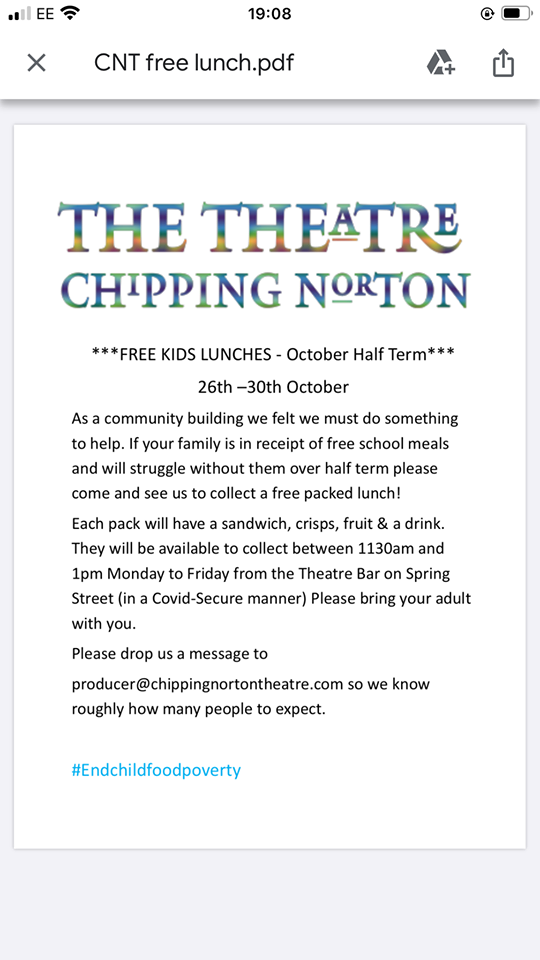 EE
19:08
CNT free lunch.pdf
THE THEATRE
CHIPPING NORTON
***FREE KIDS LUNCHES - October Half Term***
26th –30th October
As a community building we felt we must do something
to help. If your family is in receipt of free school meals
and will struggle without them over half term please
come and see us to collect a free packed lunch!
Each pack will have a sandwich, crisps, fruit & a drink.
They will be available to collect between 1130am and
1pm Monday to Friday from the Theatre Bar on Spring
Street (in a Covid-Secure manner) Please bring your adult
with you.
Please drop us a message to
producer@chippingnortontheatre.com so we know
roughly how many people to expect.
#Endchildfoodpoverty